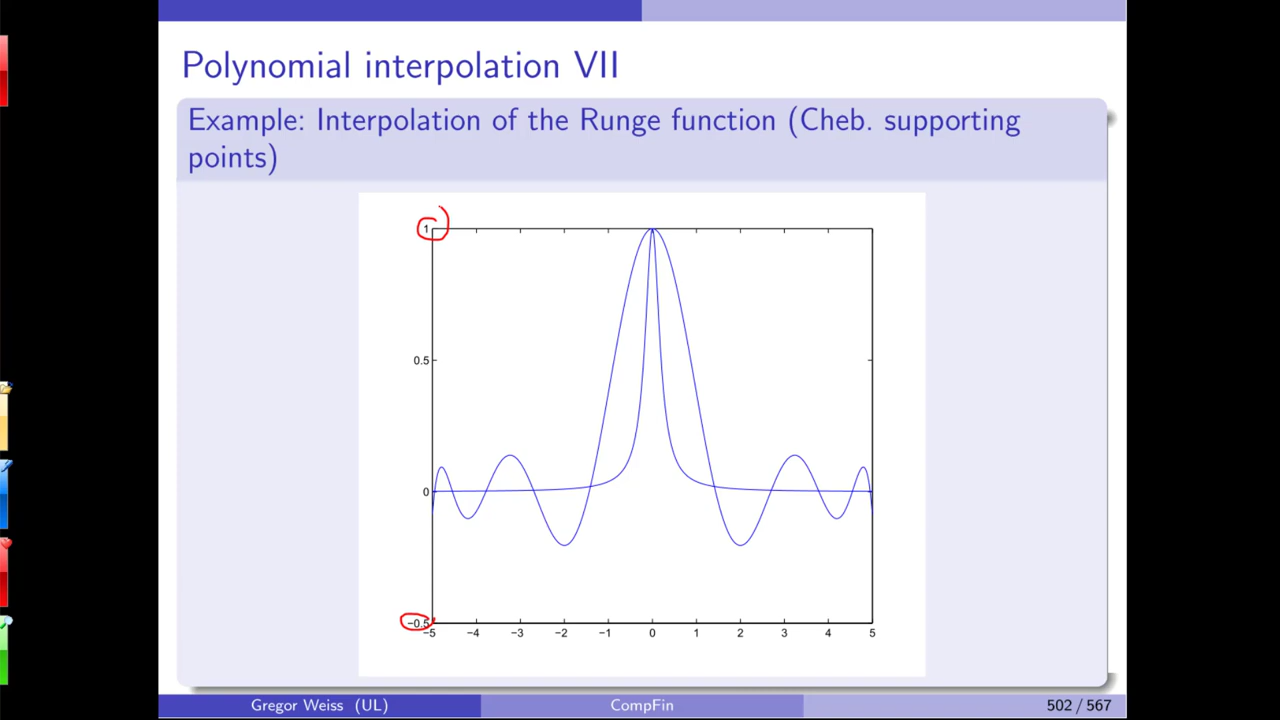 Polynomial interpolation VII
Example: Interpolation of the Runge function (Cheb. supporting
points)
1
0.5
0
−0.5
−5 −4 −3 −2 −1 0 1 2 3 4 5
Gregor Weiss (UL) CompFin 502 / 567